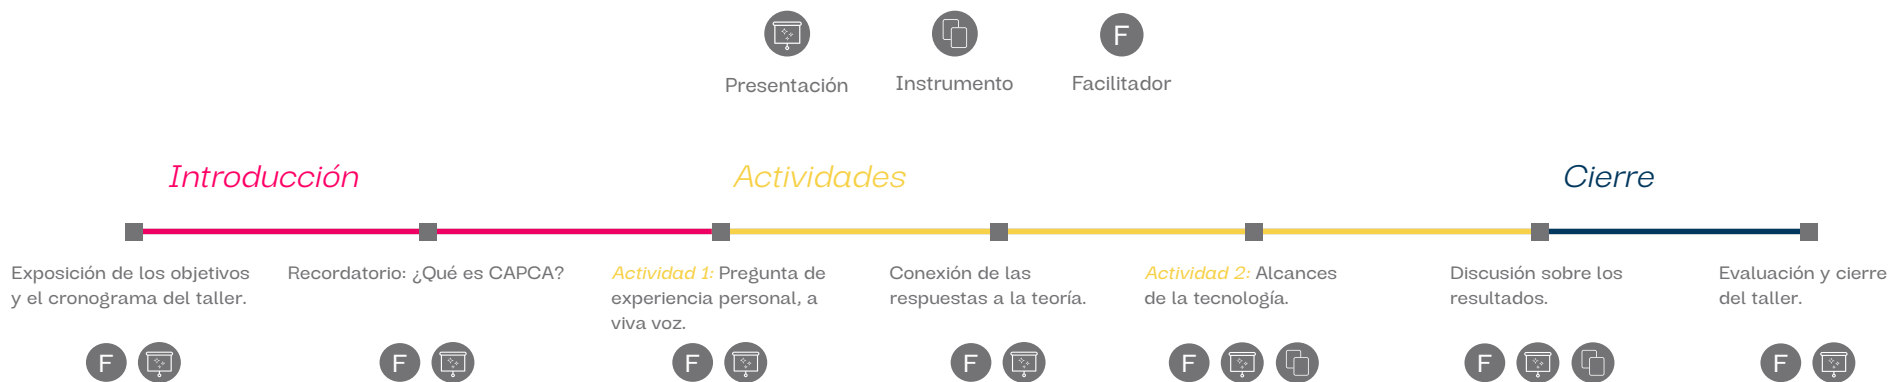 F
Presentación
Instrumento
Facilitador
Introducción
Actividades
Cierre
Exposición de los objetivos
y el cronograma del taller.
Recordatorio: ¿Qué es CAPCA?
Actividad 1: Pregunta de
experiencia personal, a
viva voz.
Conexión de las
respuestas a la teoría.
Actividad 2: Alcances
de la tecnología.
Discusión sobre los
resultados.
Evaluación y cierre
del taller.
F
F
F
F
F
F
F